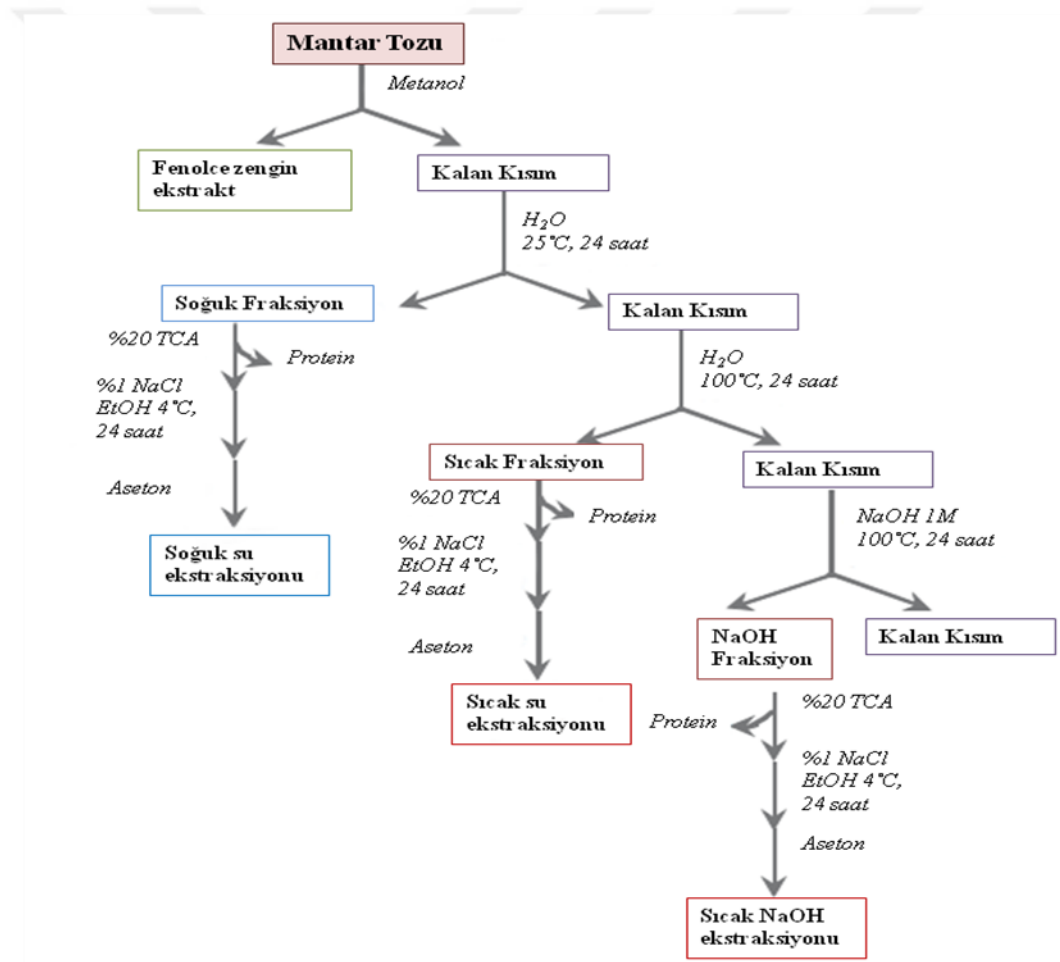 Mantar Tozu
Metanol
Fenolce zengin
ekstrakt
Kalan Kısım
H₂O
25°C, 24 saat
Soğuk Fraksiyon
Kalan Kısım
%20 TCA
Protein
%1 NaCl
EtOH 4°C,
24 saat
Aseton
Soğuk su
ekstraksiyonu
H₂O
100°C, 24 saat
Sıcak Fraksiyon
Kalan Kısım
%20 TCA
Protein
%1 NaCl
EtOH 4°C,
24 saat
Aseton
Sıcak su
ekstraksiyonu
NaOH 1M
100°C, 24 saat
NaOH
Fraksiyon
Kalan Kısım
%20 TCA
Protein
%1 NaCl
EtOH 4°C,
24 saat
Aseton
Sıcak NaOH
ekstraksiyonu